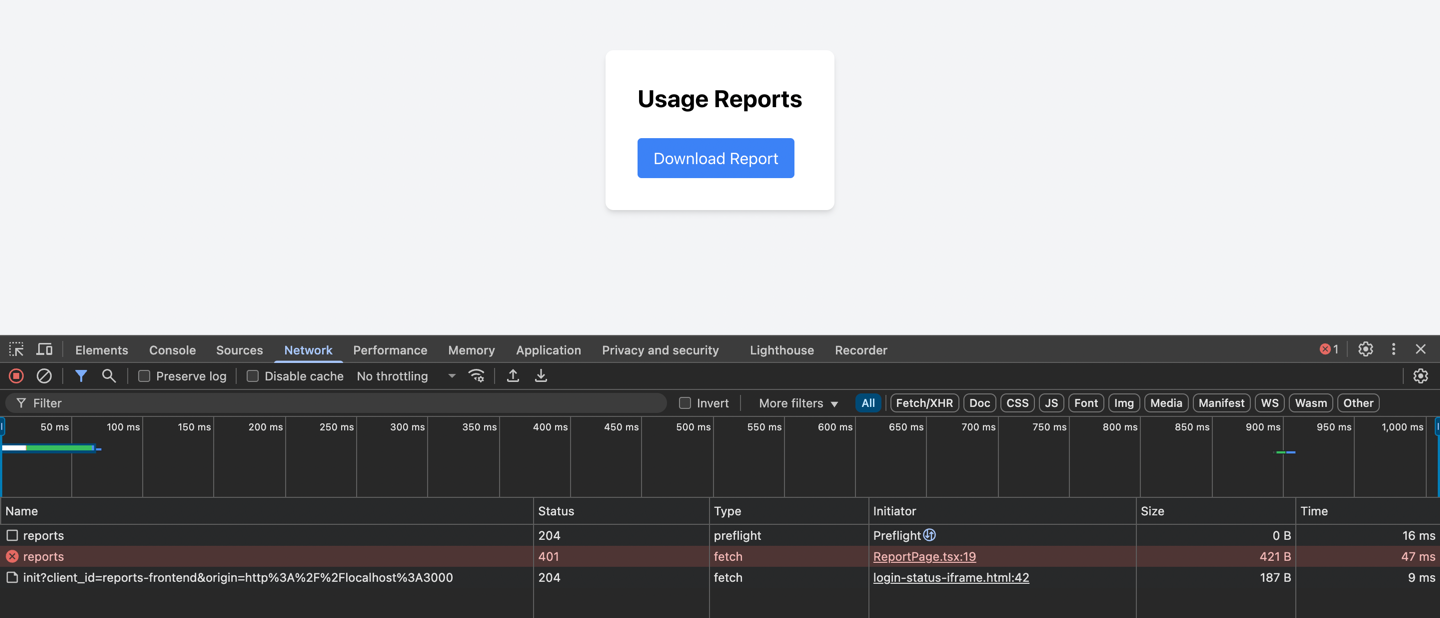 Usage Reports
Download Report
Elements Console Sources Network Performance Memory Application Privacy and security Lighthouse Recorder 1
Preserve log Disable cache No throttling
Filter Invert More filters All Fetch/XHR Doc CSS JS Font Img Media Manifest WS Wasm Other
50 ms 100 ms 150 ms 200 ms 250 ms 300 ms 350 ms 400 ms 450 ms 500 ms 550 ms 600 ms 650 ms 700 ms 750 ms 800 ms 850 ms 900 ms 950 ms 1,000 ms
Name Status Type Initiator Size Time
reports 204 preflight Preflight 0 B 16 ms
reports 401 fetch ReportPage.tsx:19 421 B 47 ms
init?client_id=reports-frontend&origin=http%3A%2F%2Flocalhost%3A3000 204 fetch login-status-iframe.html:42 187 B 9 ms